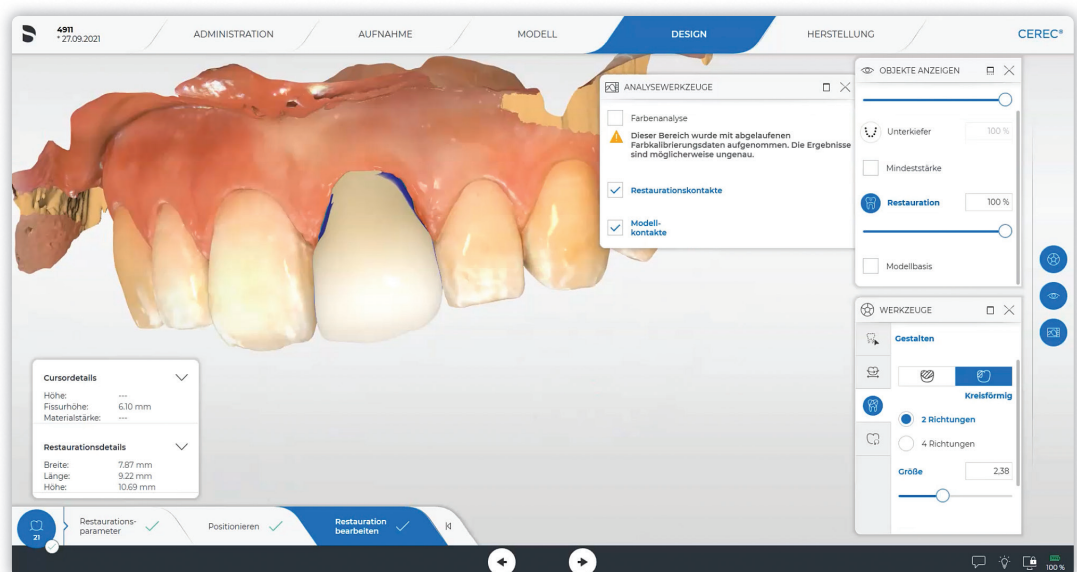 4911
* 27.09.2021
ADMINISTRATION
AUFNAHME
MODELL
DESIGN
HERSTELLUNG
CEREC®
ANALYSEWERKZEUGE
Farbenanalyse
Dieser Bereich wurde mit abgelaufenen
Farbkalibrierungsdaten aufgenommen. Die Ergebnisse
sind möglicherweise ungenau.
Restaurationskontakte
Modell-
kontakte
OBJEKTE ANZEIGEN
Unterkiefer 100 %
Mindeststärke
Restauration 100 %
Modellbasis
WERKZEUGE
Gestalten
Kreisförmig
2 Richtungen
4 Richtungen
Größe 2,38
Cursordetails
Höhe: ---
Fissurhöhe: 6.10 mm
Materialstärke: ---
Restaurationsdetails
Breite: 7.87 mm
Länge: 9.22 mm
Höhe: 10.69 mm
21
Restaurations-
parameter
Positionieren
Restauration
bearbeiten
100 %